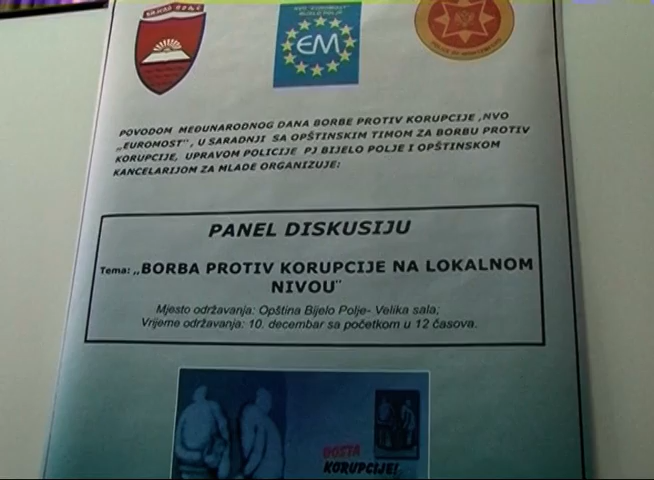 EM
POVODOM MEĐUNARODNOG DANA BORBE PROTIV KORUPCIJE ,NVO
„EUROMOST", U SARADNJI SA OPŠTINSKIM TIMOM ZA BORBU PROTIV
KORUPCIJE, UPRAVOM POLICIJE PJ BIJELO POLJE I OPŠTINSKOM
KANCELARIJOM ZA MLADE ORGANIZUJE:
PANEL DISKUSIJU
Tema: „BORBA PROTIV KORUPCIJE NA LOKALNOM
NIVOU"
Mjesto održavanja: Opština Bijelo Polje- Velika sala;
Vrijeme održavanja: 10. decembar sa početkom u 12 časova.
DOSTA
KORUPCIJE!